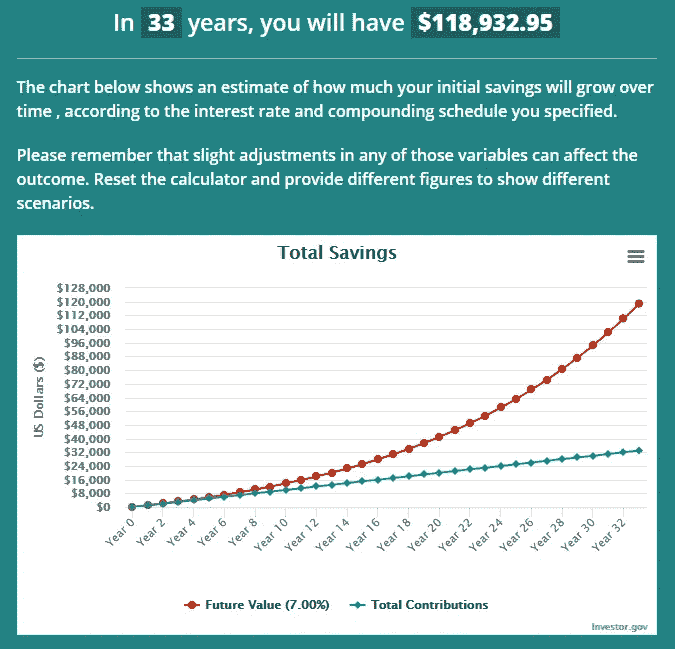 In 33 years, you will have $118,932.95
The chart below shows an estimate of how much your initial savings will grow over
time , according to the interest rate and compounding schedule you specified.
Please remember that slight adjustments in any of those variables can affect the
outcome. Reset the calculator and provide different figures to show different
scenarios.
Total Savings
US Dollars ($)
$128,000
$120,000
$112,000
$104,000
$96,000
$88,000
$80,000
$72,000
$64,000
$56,000
$48,000
$40,000
$32,000
$24,000
$16,000
$8,000
$0
Year 0
Year 2
Year 4
Year 6
Year 8
Year 10
Year 12
Year 14
Year 16
Year 18
Year 20
Year 22
Year 24
Year 26
Year 28
Year 30
Year 32
Future Value (7.00%)
Total Contributions
Investor.gov